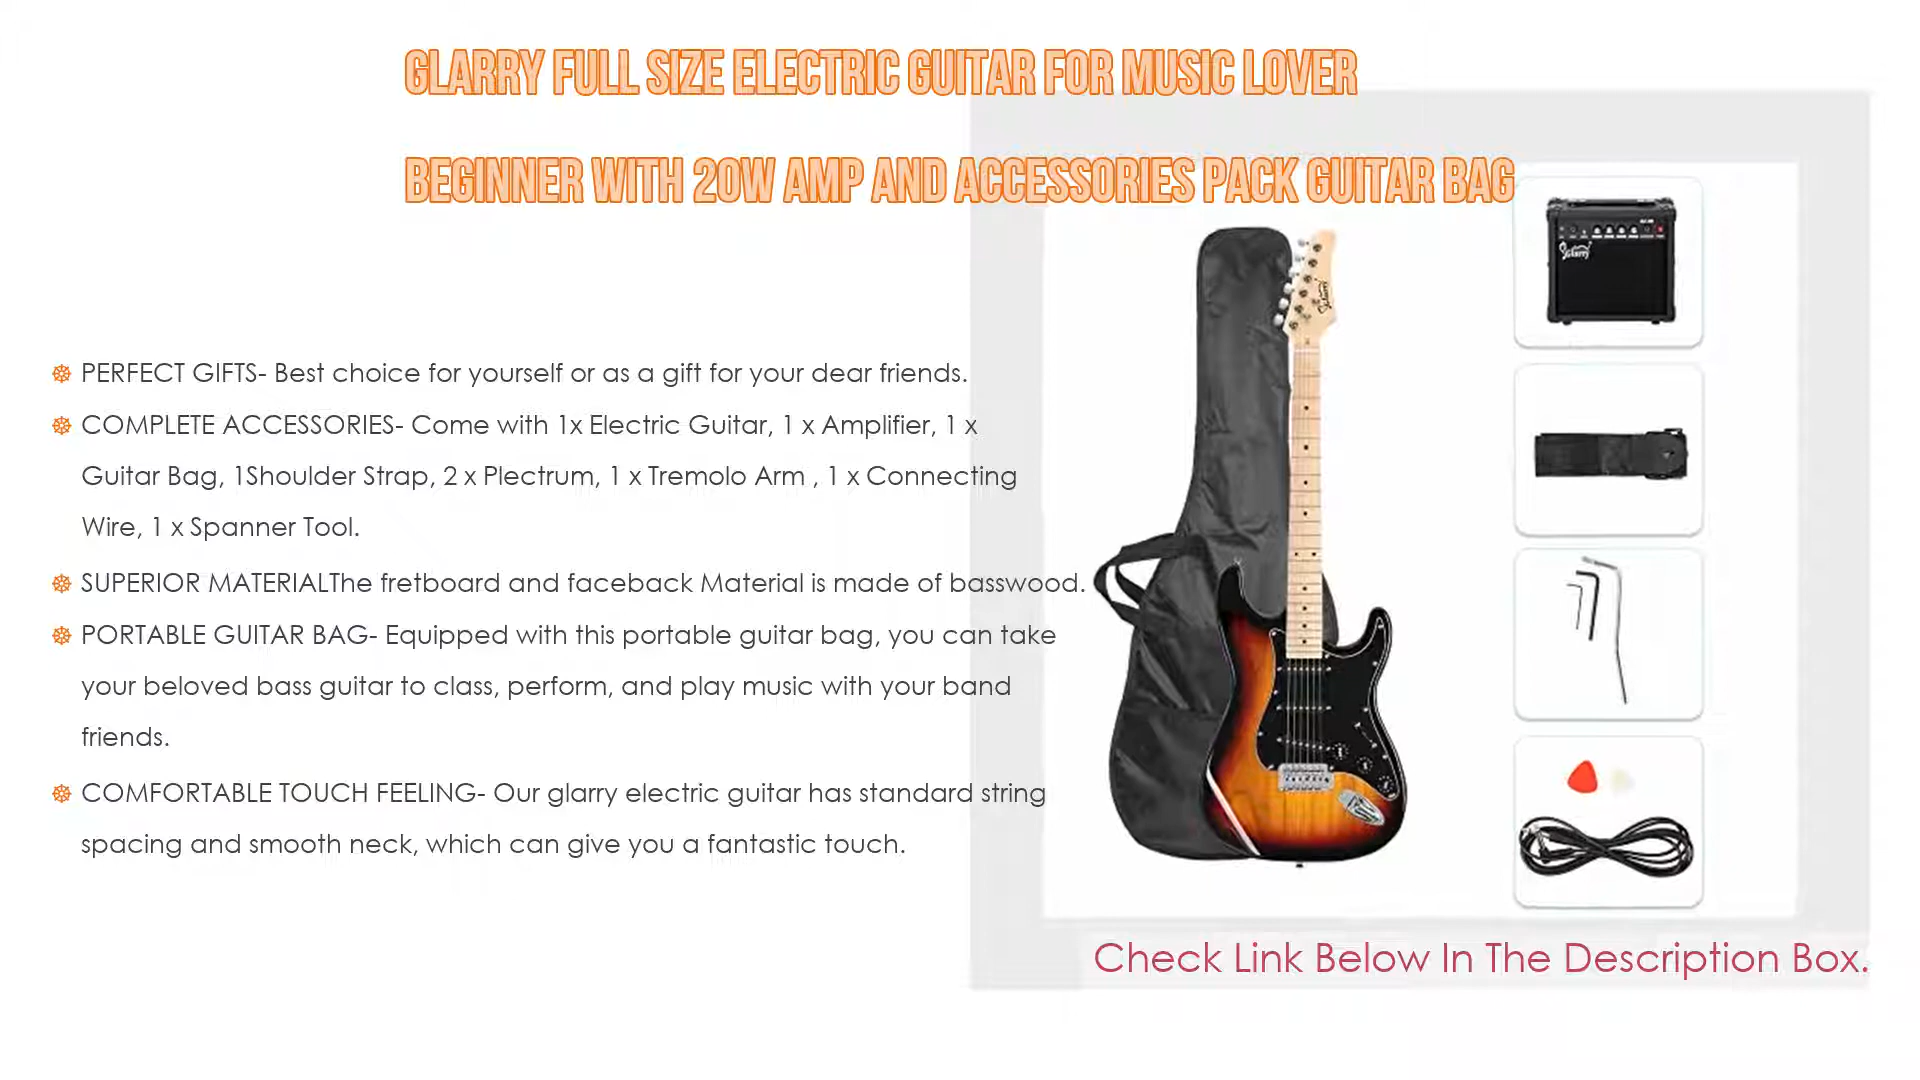 GLARRY FULL SIZE ELECTRIC GUITAR FOR MUSIC LOVER
BEGINNER WITH 20W AMP AND ACCESSORIES PACK GUITAR BAG
PERFECT GIFTS- Best choice for yourself or as a gift for your dear friends.
COMPLETE ACCESSORIES- Come with 1x Electric Guitar, 1 x Amplifier, 1 x
Guitar Bag, 1Shoulder Strap, 2 x Plectrum, 1 x Tremolo Arm , 1 x Connecting
Wire, 1 x Spanner Tool.
SUPERIOR MATERIALThe fretboard and faceback Material is made of basswood.
PORTABLE GUITAR BAG- Equipped with this portable guitar bag, you can take
your beloved bass guitar to class, perform, and play music with your band
friends.
COMFORTABLE TOUCH FEELING- Our glarry electric guitar has standard string
spacing and smooth neck, which can give you a fantastic touch.
Glarry
Glarry
Check Link Below In The Description Box.